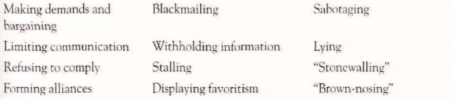 Making demands and Blackmailing Sabotaging
bargaining
Limiting communication Withholding information Lying
Refusing to comply Stalling "Stonewalling"
Forming alliances Displaying favoritism "Brown-nosing"